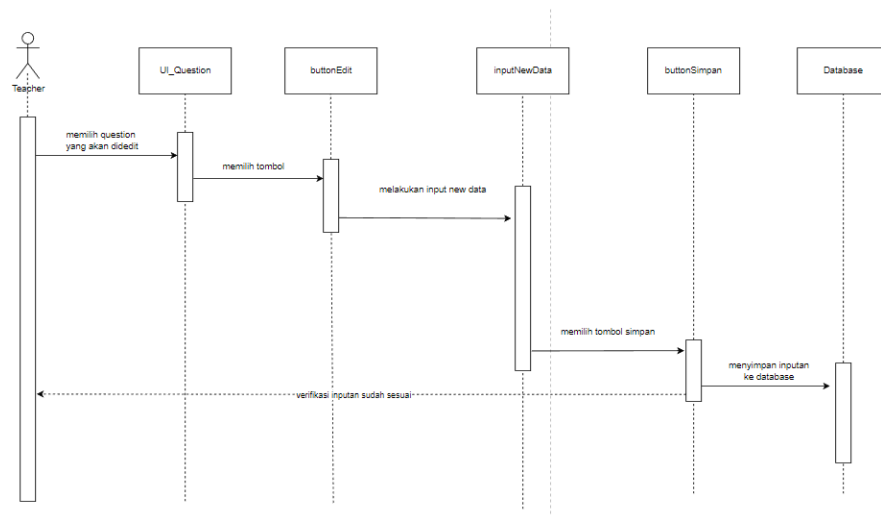 UI_Question
buttonEdit
inputNewData
buttonSimpan
Database
Teacher
memilih question
yang akan didedit
memilih tombol
melakukan input new data
memilih tombol simpan
menyimpan inputan
ke database
verifikasi inputan sudah sesuai